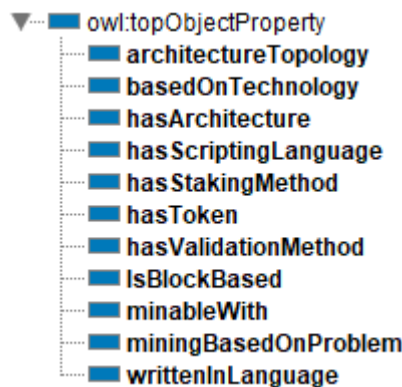 owl:topObjectProperty
architectureTopology
basedOnTechnology
hasArchitecture
hasScriptingLanguage
hasStakingMethod
hasToken
hasValidationMethod
IsBlockBased
minableWith
miningBasedOnProblem
writtenInLanguage